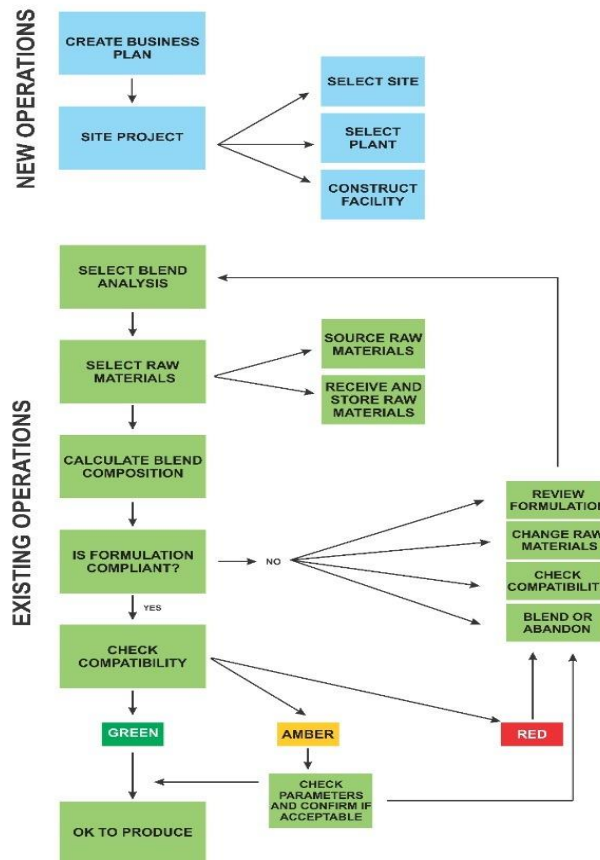 NEW OPERATIONS
CREATE BUSINESS
PLAN
SITE PROJECT
SELECT SITE
SELECT
PLANT
CONSTRUCT
FACILITY
EXISTING OPERATIONS
SELECT BLEND
ANALYSIS
SELECT RAW
MATERIALS
SOURCE RAW
MATERIALS
RECEIVE AND
STORE RAW
MATERIALS
CALCULATE BLEND
COMPOSITION
IS FORMULATION
COMPLIANT?
NO
REVIEW
FORMULATION
CHANGE RAW
MATERIALS
CHECK
COMPATIBILITY
BLEND OR
ABANDON
YES
CHECK
COMPATIBILITY
GREEN
AMBER
RED
CHECK
PARAMETERS
AND CONFIRM IF
ACCEPTABLE
OK TO PRODUCE